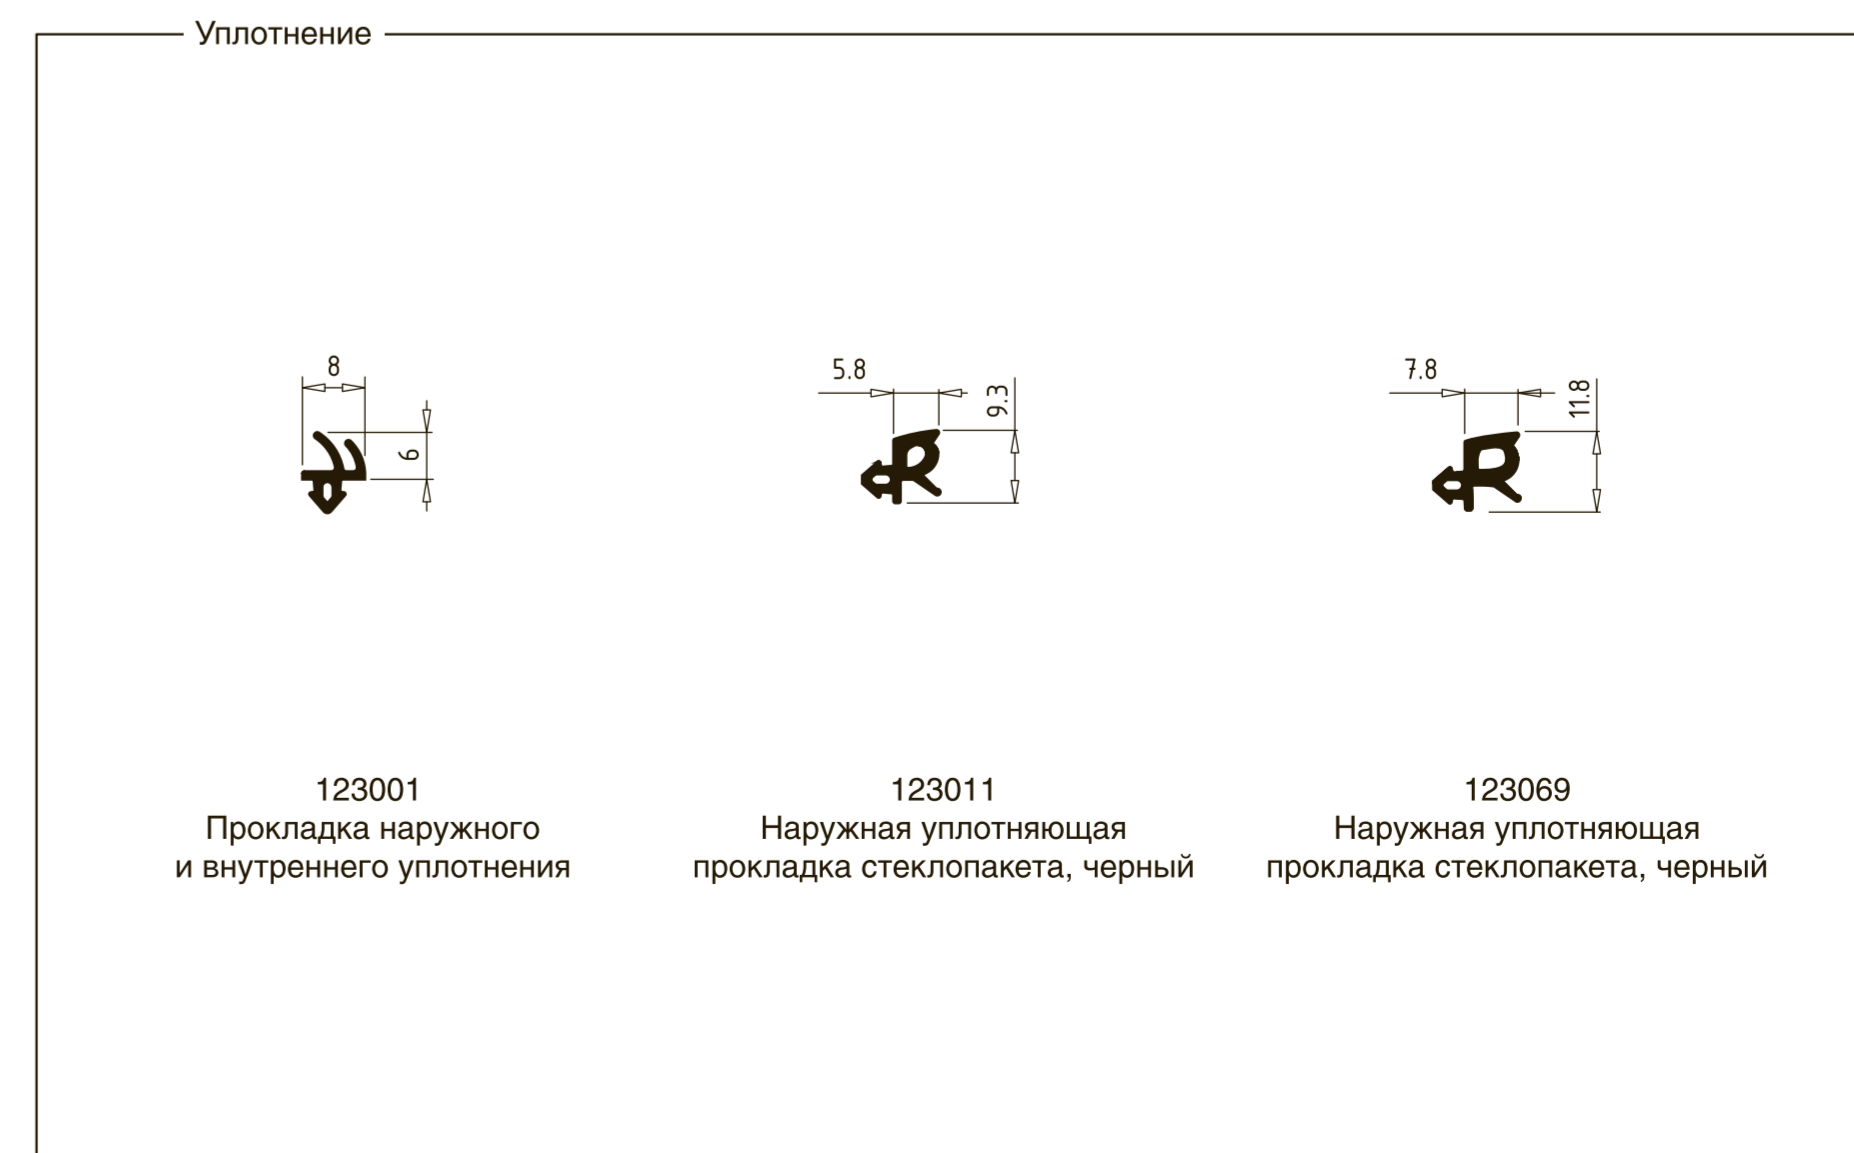 Уплотнение
8
6
5.8
9.3
7.8
11.8
123001
Прокладка наружного
и внутреннего уплотнения
123011
Наружная уплотняющая
прокладка стеклопакета, черный
123069
Наружная уплотняющая
прокладка стеклопакета, черный